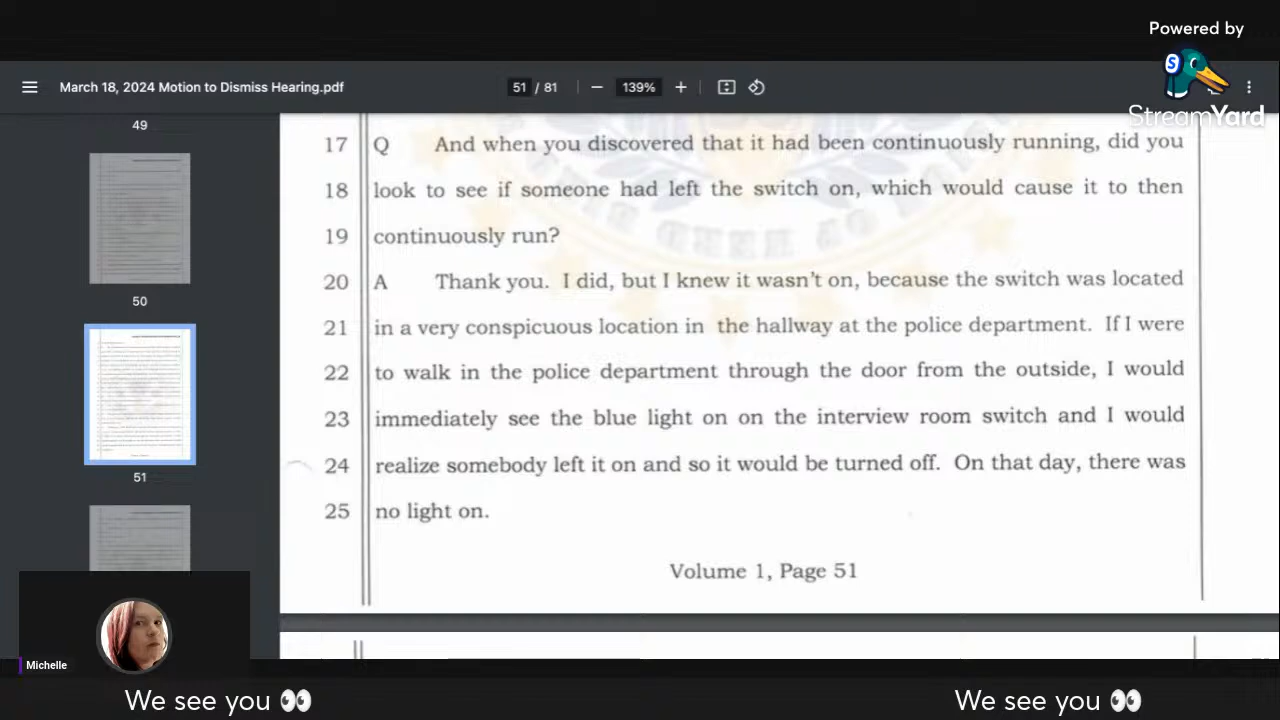 Powered by
StreamYard
March 18, 2024 Motion to Dismiss Hearing.pdf
51 / 81
139%
49
50
51
17 Q And when you discovered that it had been continuously running, did you
18 look to see if someone had left the switch on, which would cause it to then
19 continuously run?
20 A Thank you. I did, but I knew it wasn't on, because the switch was located
21 in a very conspicuous location in the hallway at the police department. If I were
22 to walk in the police department through the door from the outside, I would
23 immediately see the blue light on on the interview room switch and I would
24 realize somebody left it on and so it would be turned off. On that day, there was
25 no light on.
Volume 1, Page 51
Michelle
We see you 👀
We see you 👀